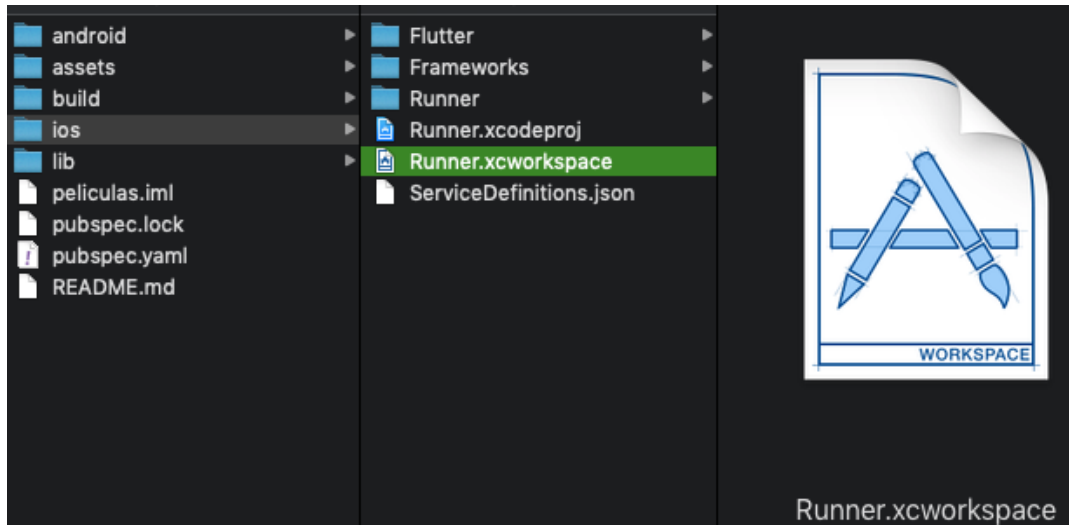 android
assets
build
ios
lib
peliculas.iml
pubspec.lock
pubspec.yaml
README.md
Flutter
Frameworks
Runner
Runner.xcodeproj
Runner.xcworkspace
ServiceDefinitions.json
WORKSPACE
Runner.xcworkspace